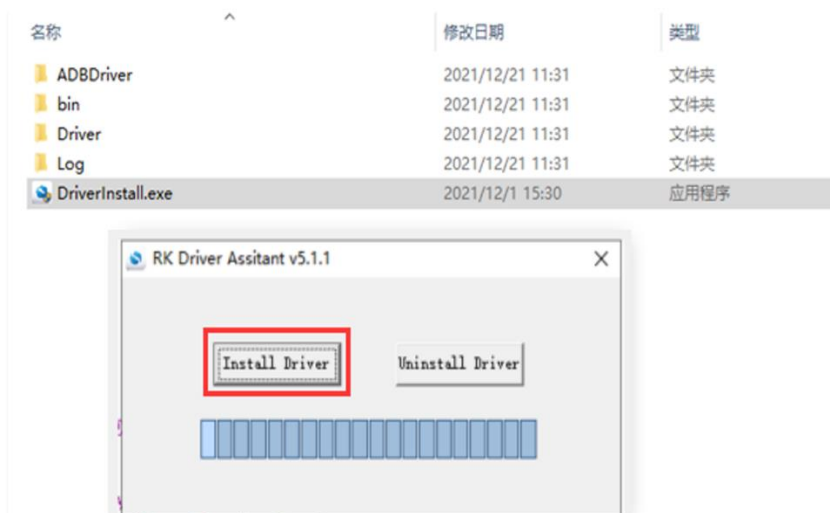 名称 修改日期 类型
ADBDriver 2021/12/21 11:31 文件夹
bin 2021/12/21 11:31 文件夹
Driver 2021/12/21 11:31 文件夹
Log 2021/12/21 11:31 文件夹
DriverInstall.exe 2021/12/1 15:30 应用程序
RK Driver Assitant v5.1.1
Install Driver Uninstall Driver